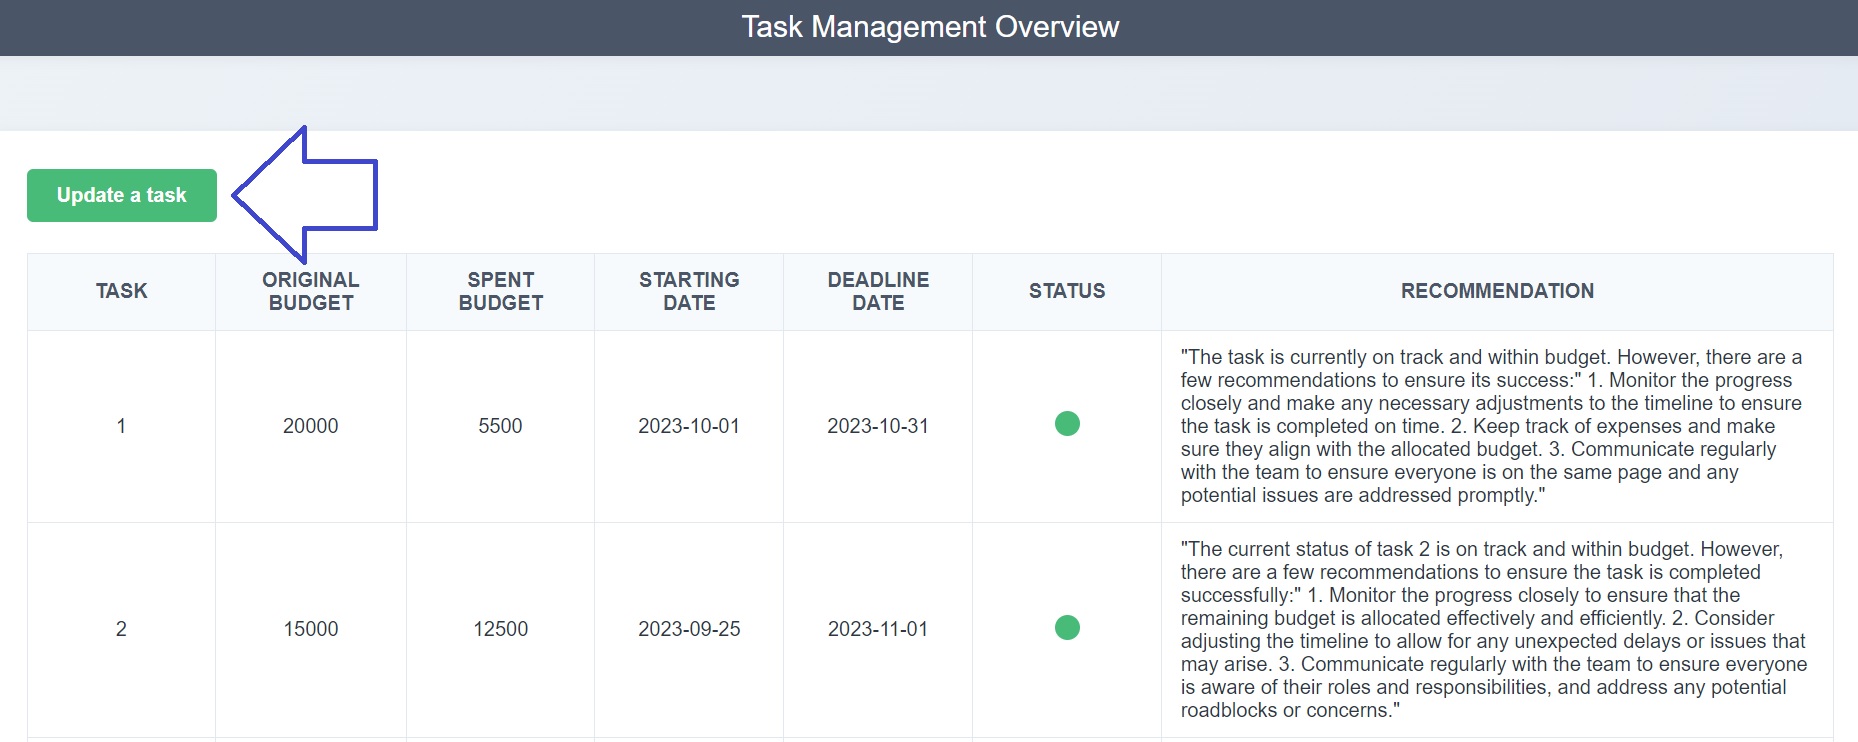 Task Management Overview
Update a task
TASK
ORIGINAL
BUDGET
SPENT
BUDGET
STARTING
DATE
DEADLINE
DATE
STATUS
RECOMMENDATION
1
20000
5500
2023-10-01
2023-10-31
"The task is currently on track and within budget. However, there are a
few recommendations to ensure its success:" 1. Monitor the progress
closely and make any necessary adjustments to the timeline to ensure
the task is completed on time. 2. Keep track of expenses and make
sure they align with the allocated budget. 3. Communicate regularly
with the team to ensure everyone is on the same page and any
potential issues are addressed promptly."
2
15000
12500
2023-09-25
2023-11-01
"The current status of task 2 is on track and within budget. However,
there are a few recommendations to ensure the task is completed
successfully:" 1. Monitor the progress closely to ensure that the
remaining budget is allocated effectively and efficiently. 2. Consider
adjusting the timeline to allow for any unexpected delays or issues that
may arise. 3. Communicate regularly with the team to ensure everyone
is aware of their roles and responsibilities, and address any potential
roadblocks or concerns."